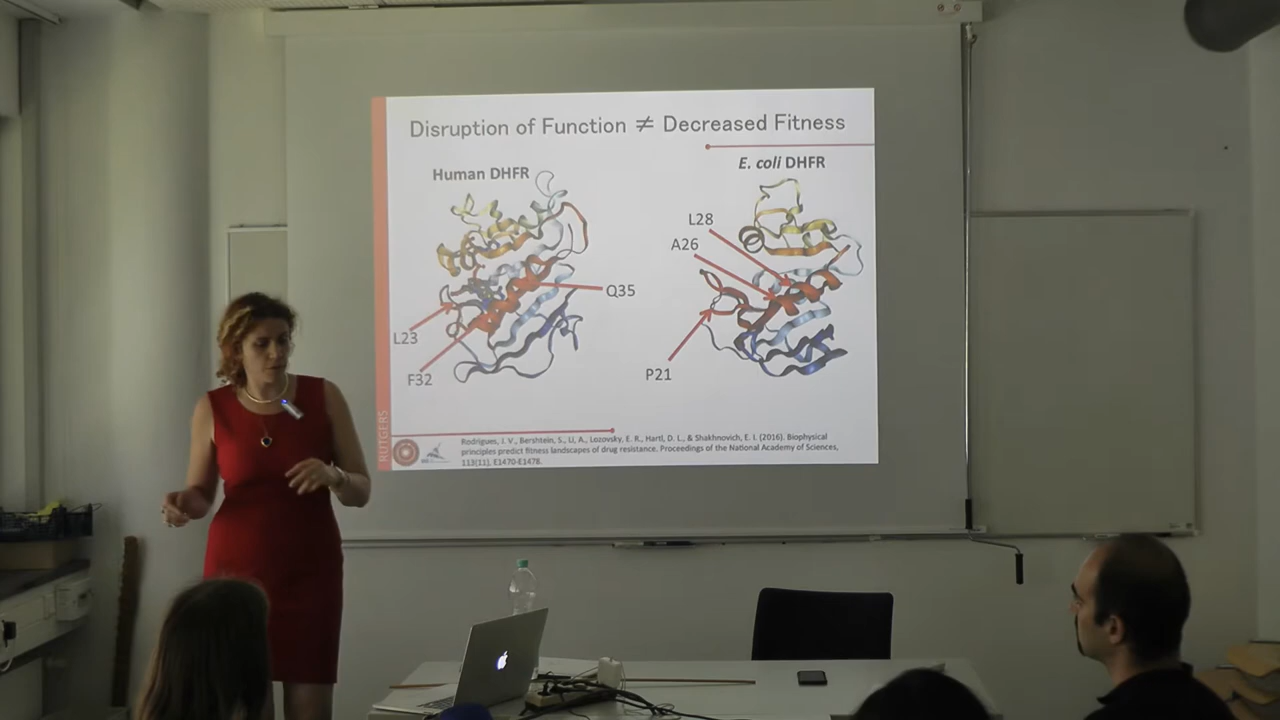 Disruption of Function ≠ Decreased Fitness
Human DHFR
E. coli DHFR
L28
A26
Q35
L23
F32
P21
RUTGERS
Rodrigues, J. V., Bershtein, S., Li, A., Lozovsky, E. R., Hartl, D. L., & Shakhnovich, E. I. (2016). Biophysical
principles predict fitness landscapes of drug resistance. Proceedings of the National Academy of Sciences,
113(11), E1470-E1478.